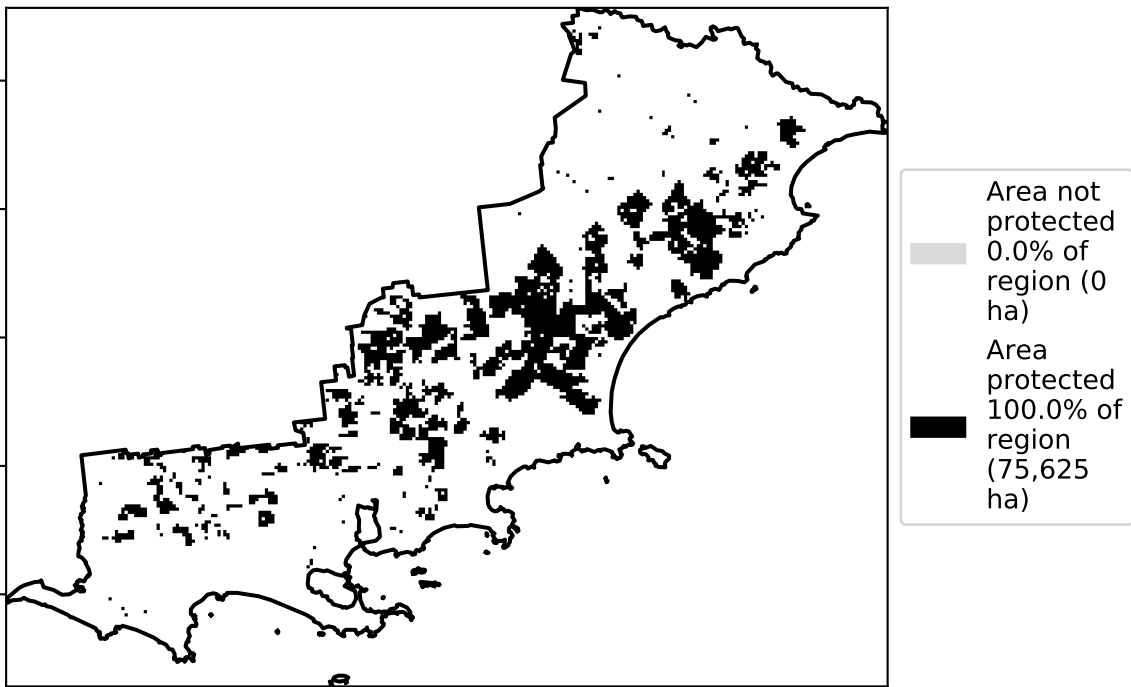 Area not
protected
0.0% of
region (0
ha)
Area
protected
100.0% of
region
(75,625
ha)